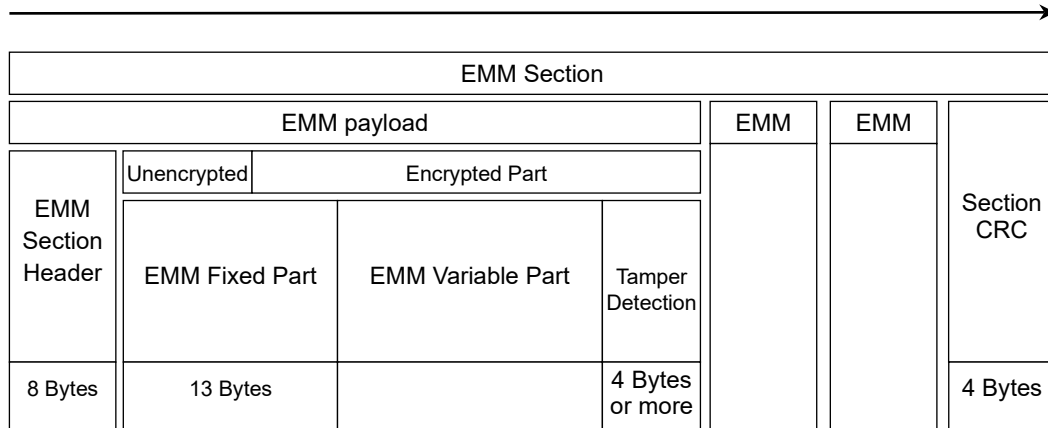 EMM Section
EMM payload
EMM
EMM
Unencrypted
Encrypted Part
EMM
Section
Header
EMM Fixed Part
EMM Variable Part
Tamper
Detection
Section
CRC
8 Bytes
13 Bytes
4 Bytes
or more
4 Bytes